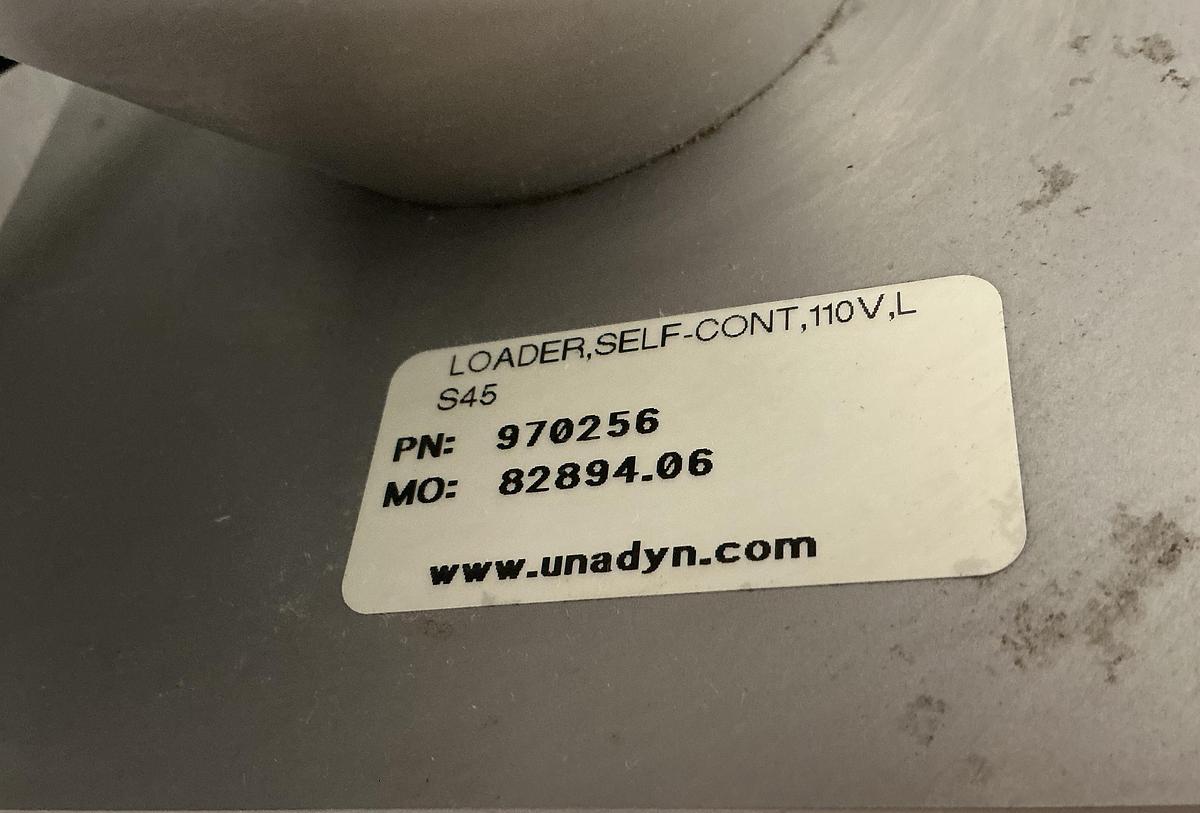 LOADER,SELF-CONT,110V,L
S45
PN: 970256
MO: 82894.06
www.unadyn.com